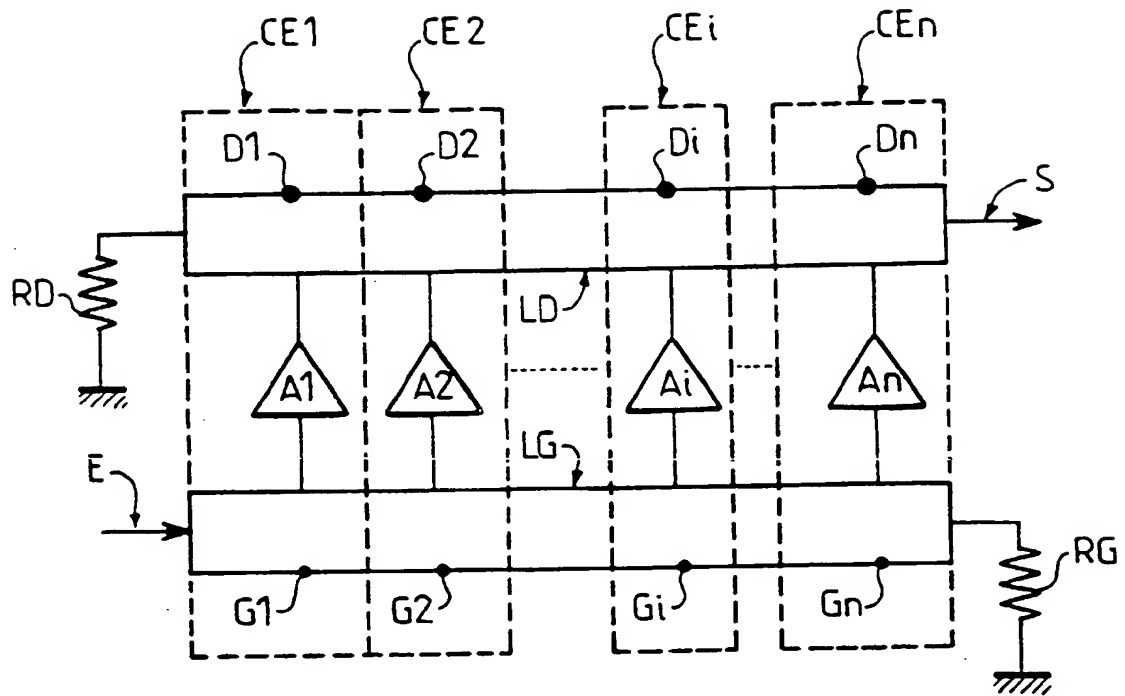 CE1 CE2 CEi CEn
D1 D2 Di Dn
S
RD
LD
A1 A2 Ai An
LG
E
RG
G1 G2 Gi Gn